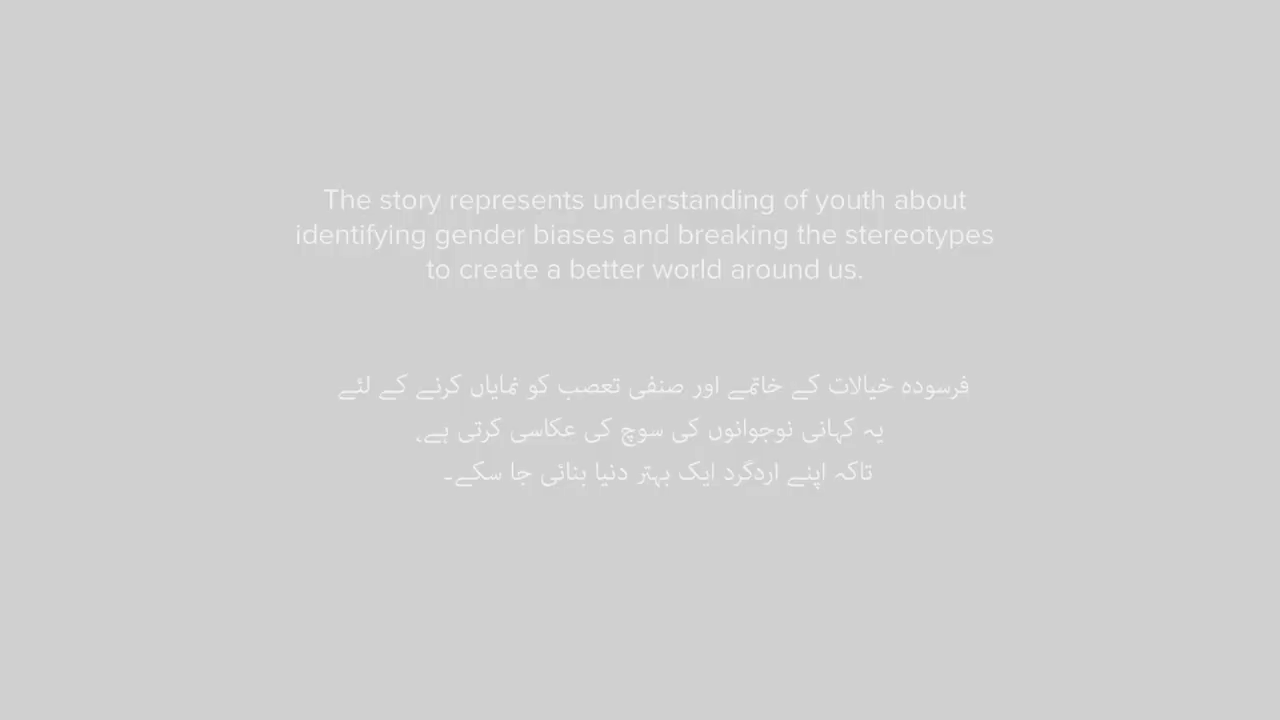 The story represents understanding of youth about
identifying gender biases and breaking the stereotypes
to create a better world around us.
فرسودہ خیالات کے خاتمے اور صنفی تعصب کو نمایاں کرنے کے لئے
یہ کہانی نوجوانوں کی سوچ کی عکاسی کرتی ہے،
تاکہ اپنے اردگرد ایک بہتر دنیا بنائی جا سکے۔